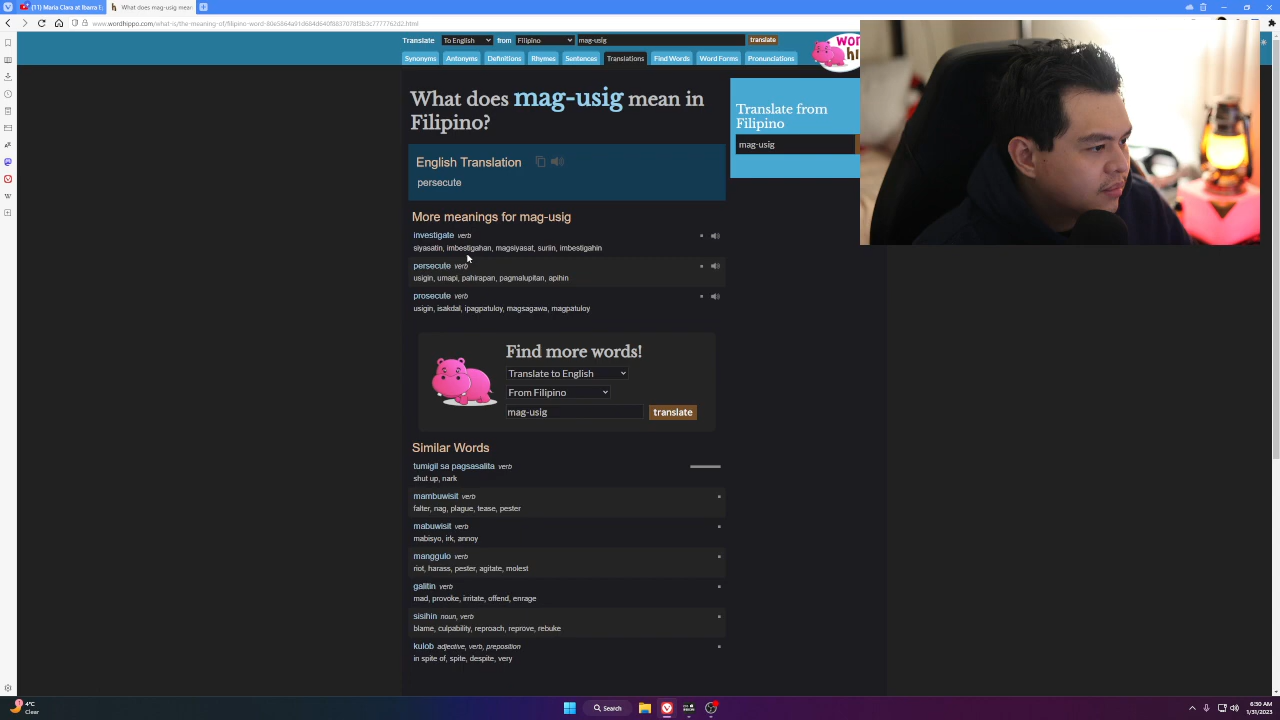 (11) Maria Clara at Ibarra E
What does mag-usig mean
www.wordhippo.com/what-is/the-meaning-of/filipino-word-80e5864a91d684d640f8837078f3b3c7777762d2.html
Translate To English from Filipino mag-usig translate
Synonyms Antonyms Definitions Rhymes Sentences Translations Find Words Word Forms Pronunciations
What does mag-usig mean in
Filipino?
English Translation
persecute
More meanings for mag-usig
investigate verb
siyasatin, imbestigahan, magsiyasat, suriin, imbestigahin
persecute verb
usigin, umapi, pahirapan, pagmalupitan, apihin
prosecute verb
usigin, isakdal, ipagpatuloy, magsagawa, magpatuloy
Find more words!
Translate to English
From Filipino
mag-usig translate
Similar Words
tumigil sa pagsasalita verb
shut up, nark
mambuwisit verb
falter, nag, plague, tease, pester
mabuwisit verb
mabisyo, irk, annoy
manggulo verb
riot, harass, pester, agitate, molest
galitin verb
mad, provoke, irritate, offend, enrage
sisihin noun, verb
blame, culpability, reproach, reprove, rebuke
kulob adjective, verb, preposition
in spite of, spite, despite, very
Translate from
Filipino
mag-usig
4°C
Clear
Search
6:30 AM
1/31/2023